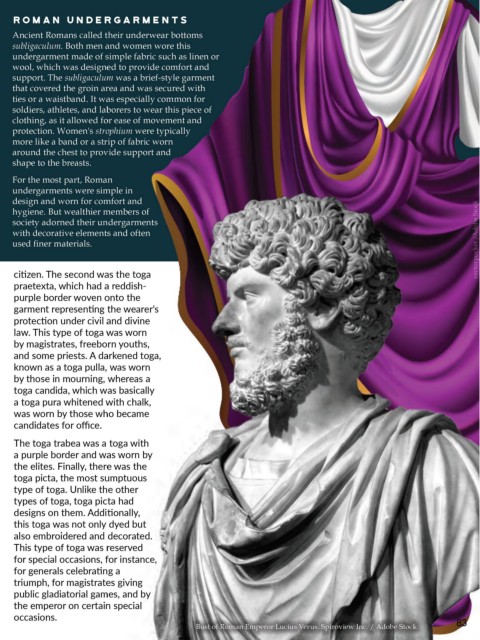 ROMAN UNDERGARMENTS
Ancient Romans called their underwear bottoms
subligaculum. Both men and women wore this
undergarment made of simple fabric such as linen or
wool, which was designed to provide comfort and
support. The subligaculum was a brief-style garment
that covered the groin area and was secured with
ties or a waistband. It was especially common for
soldiers, athletes, and laborers to wear this piece of
clothing, as it allowed for ease of movement and
protection. Women's strophium were typically
more like a band or a strip of fabric worn
around the chest to provide support and
shape to the breasts.
For the most part, Roman
undergarments were simple in
design and worn for comfort and
hygiene. But wealthier members of
society adorned their undergarments
with decorative elements and often
used finer materials.
citizen. The second was the toga
praetexta, which had a reddish-
purple border woven onto the
garment representing the wearer's
protection under civil and divine
law. This type of toga was worn
by magistrates, freeborn youths,
and some priests. A darkened toga,
known as a toga pulla, was worn
by those in mourning, whereas a
toga candida, which was basically
a toga pura whitened with chalk,
was worn by those who became
candidates for office.
The toga trabea was a toga with
a purple border and was worn by
the elites. Finally, there was the
toga picta, the most sumptuous
type of toga. Unlike the other
types of toga, toga picta had
designs on them. Additionally,
this toga was not only dyed but
also embroidered and decorated.
This type of toga was reserved
for special occasions, for instance,
for generals celebrating a
triumph, for magistrates giving
public gladiatorial games, and by
the emperor on certain special
occasions.
Bust of Roman Emperor Lucius Verus. Spiroview Inc. / Adobe Stock
83